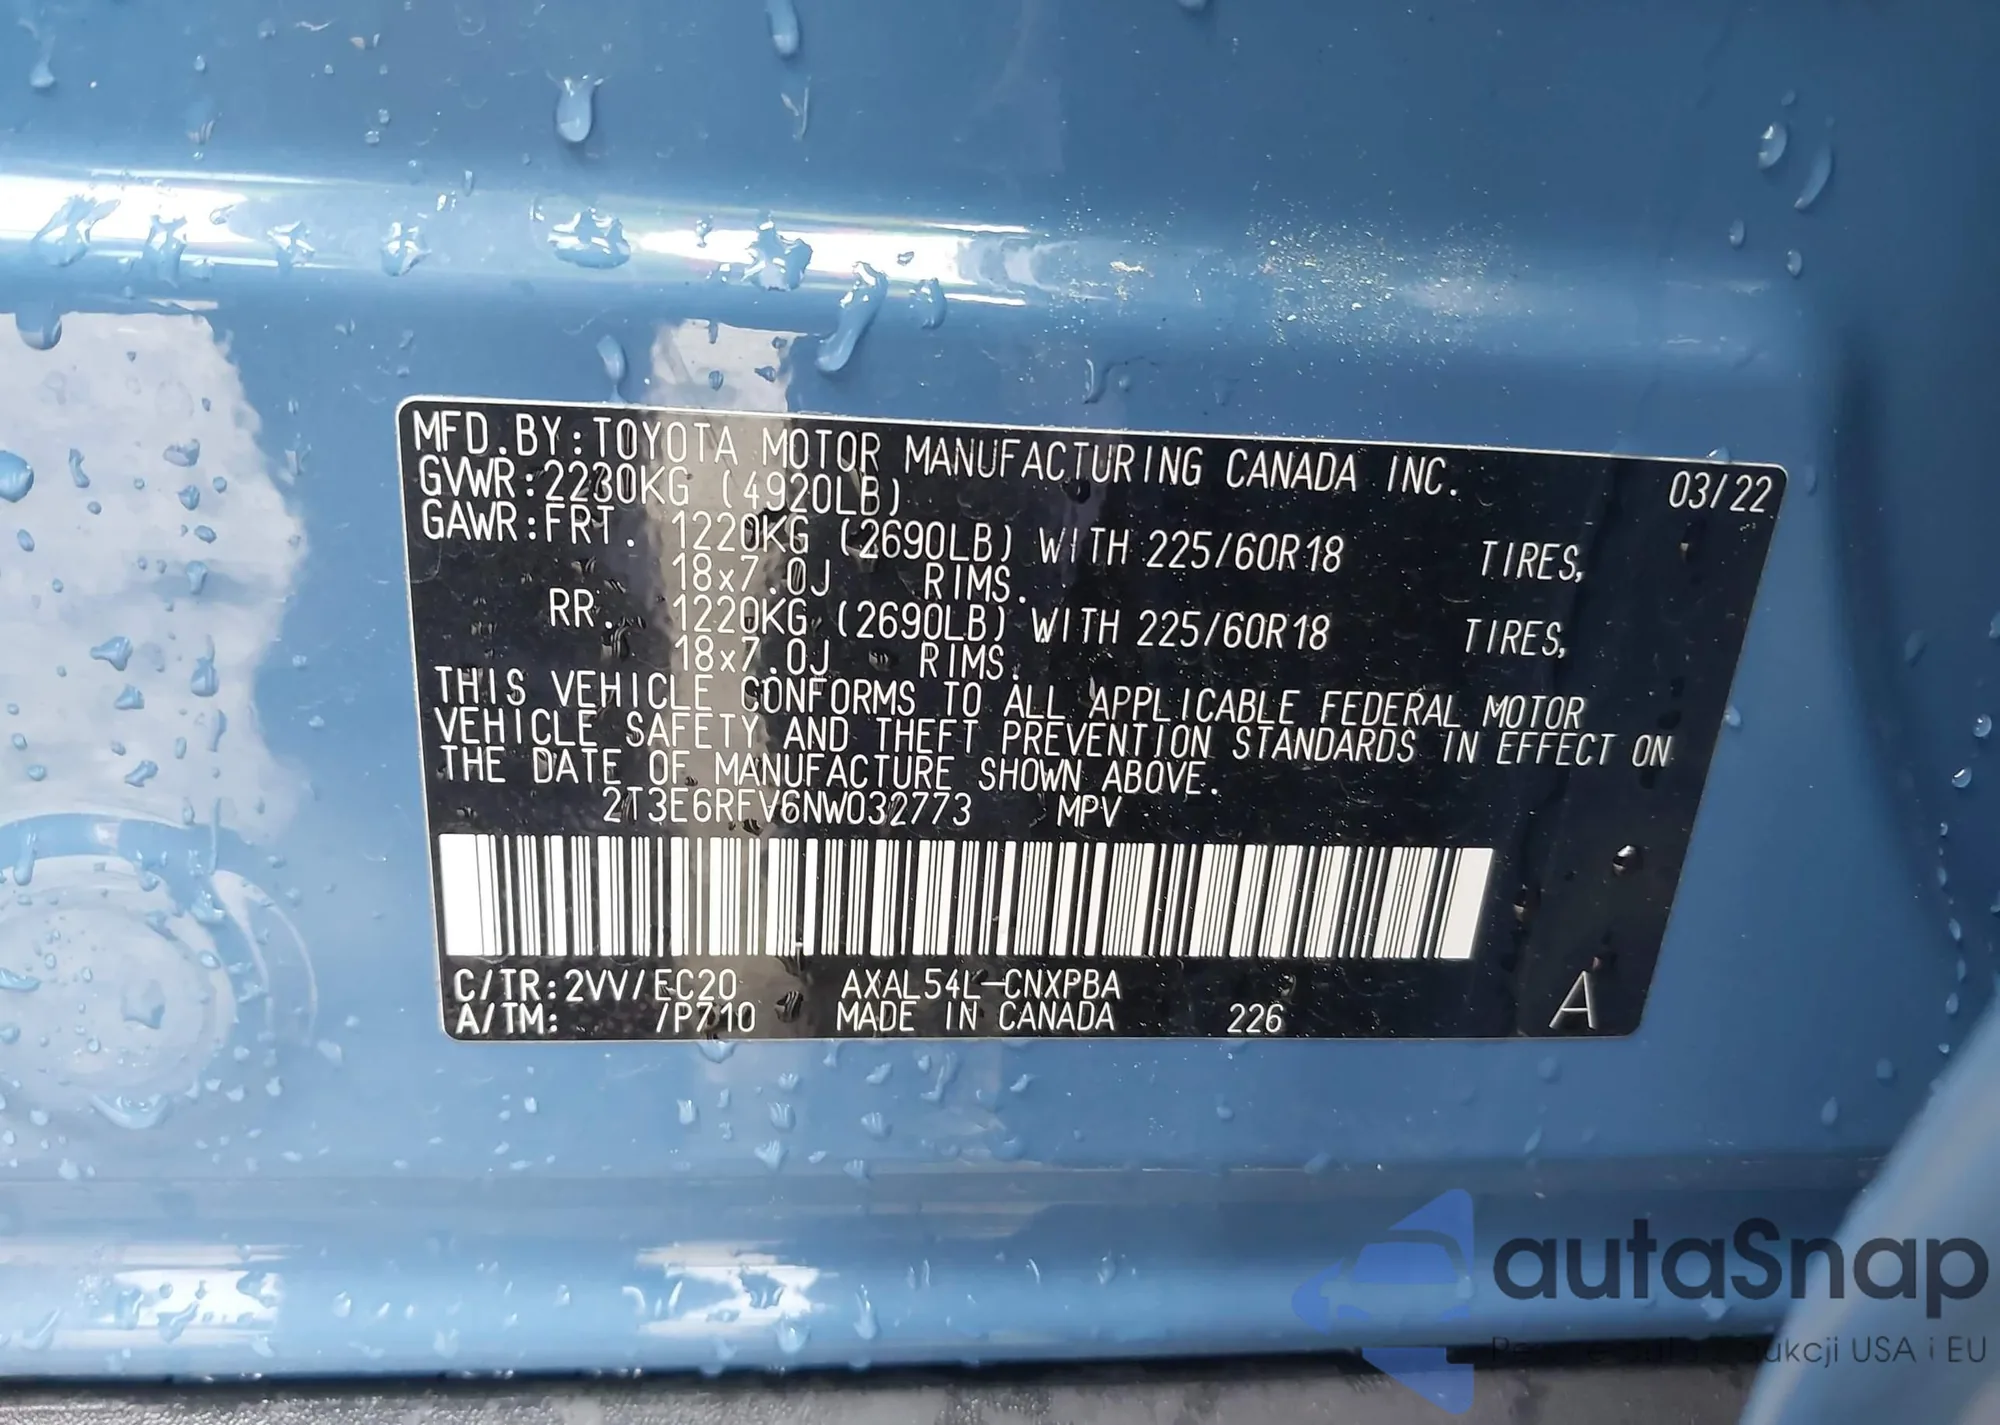 MFD.BY:TOYOTA MOTOR MANUFACTURING CANADA INC. 03/22
GVWR:2230KG (4920LB)
GAWR:FRT. 1220KG (2690LB) WITH 225/60R18 TIRES,
18x7.0J RIMS.
RR. 1220KG (2690LB) WITH 225/60R18 TIRES,
18x7.0J RIMS.
THIS VEHICLE CONFORMS TO ALL APPLICABLE FEDERAL MOTOR
VEHICLE SAFETY AND THEFT PREVENTION STANDARDS IN EFFECT ON
THE DATE OF MANUFACTURE SHOWN ABOVE.
2T3E6RFV6NW032773 MPV
C/TR:2VV/EC20 AXAL54L-CNXPBA
A/TM: /P710 MADE IN CANADA 226 A
autaSnap
USA i EU